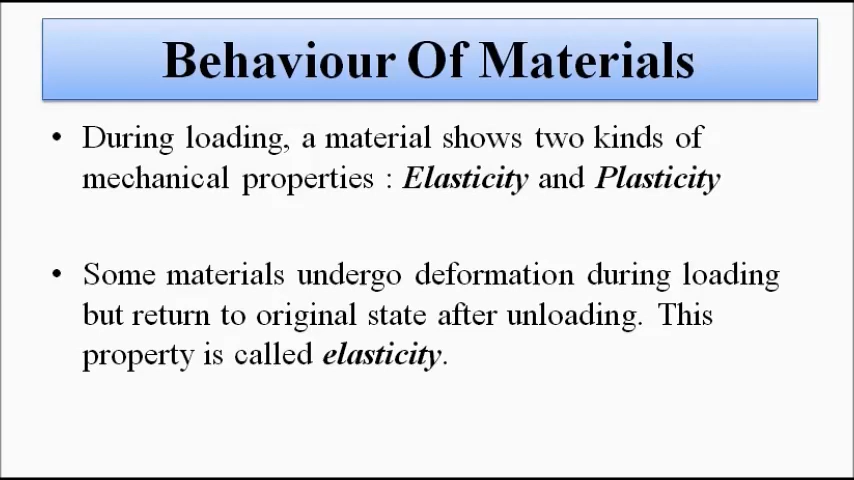 Behaviour Of Materials
• During loading, a material shows two kinds of
mechanical properties : Elasticity and Plasticity
• Some materials undergo deformation during loading
but return to original state after unloading. This
property is called elasticity.